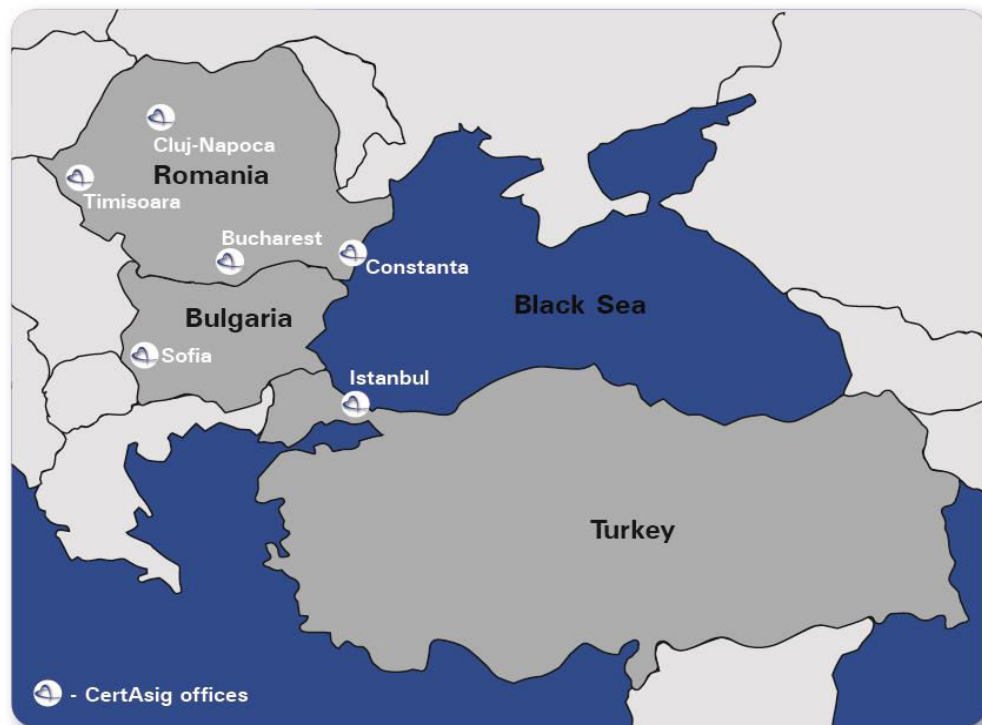 Cluj-Napoca
Romania
Timisoara
Bucharest
Constanta
Bulgaria
Black Sea
Sofia
Istanbul
Turkey
- CertAsig offices